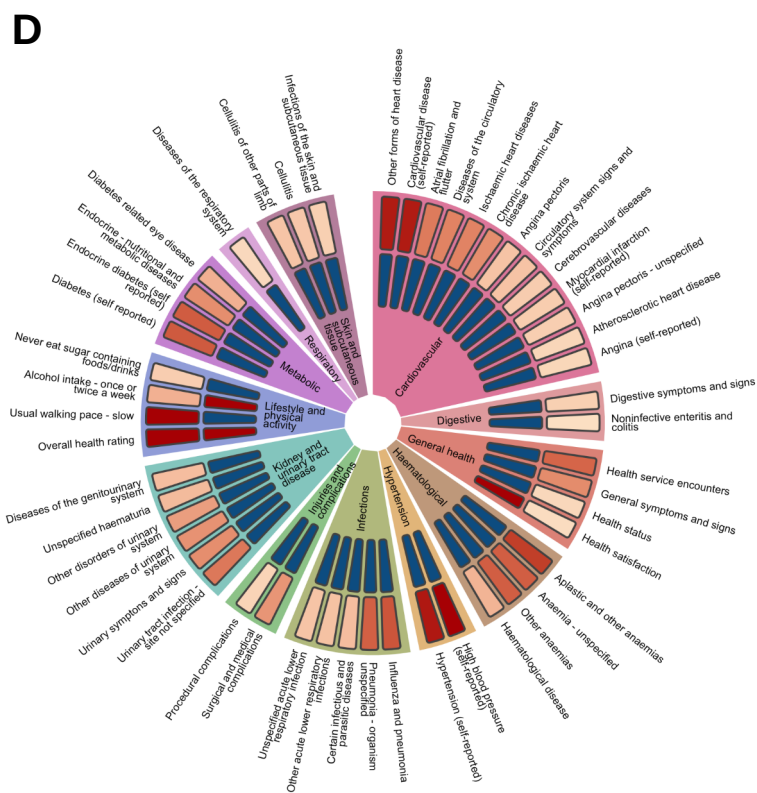 D
Other forms of heart disease
Cardiovascular disease
(self-reported)
Atrial fibrillation and
flutter
Diseases of the circulatory
system
Ischaemic heart diseases
Chronic ischaemic heart
disease
Angina pectoris
Circulatory system signs and
symptoms
Cerebrovascular diseases
Myocardial infarction
(self-reported)
Angina pectoris - unspecified
Atherosclerotic heart disease
Angina (self-reported)
Cardiovascular
Digestive symptoms and signs
Noninfective enteritis and
colitis
Digestive
Health service encounters
General symptoms and signs
Health status
Health satisfaction
General health
Aplastic and other anaemias
Anaemia - unspecified
Other anaemias
Haematological disease
Haematological
High blood pressure
(self-reported)
Hypertension (self-reported)
Hypertension
Influenza and pneumonia
Pneumonia - organism
unspecified
Certain infectious and
parasitic diseases
Other acute lower respiratory
infections
Unspecified acute lower
respiratory infection
Infections
Surgical and medical
complications
Procedural complications
Injuries and
complications
Urinary tract infection -
site not specified
Urinary symptoms and signs
Other diseases of urinary
system
Other disorders of urinary
system
Unspecified haematuria
Diseases of the genitourinary
system
Kidney and
urinary tract
disease
Overall health rating
Usual walking pace - slow
Alcohol intake - once or
twice a week
Never eat sugar containing
foods/drinks
Lifestyle and
physical
activity
Diabetes (self reported)
Endocrine diabetes (self
reported)
Endocrine - nutritional and
metabolic diseases
Diabetes related eye disease
Metabolic
Diseases of the respiratory
system
Respiratory
Cellulitis of other parts of
limb
Cellulitis
Infections of the skin and
subcutaneous tissue
Skin and
subcutaneous
tissue